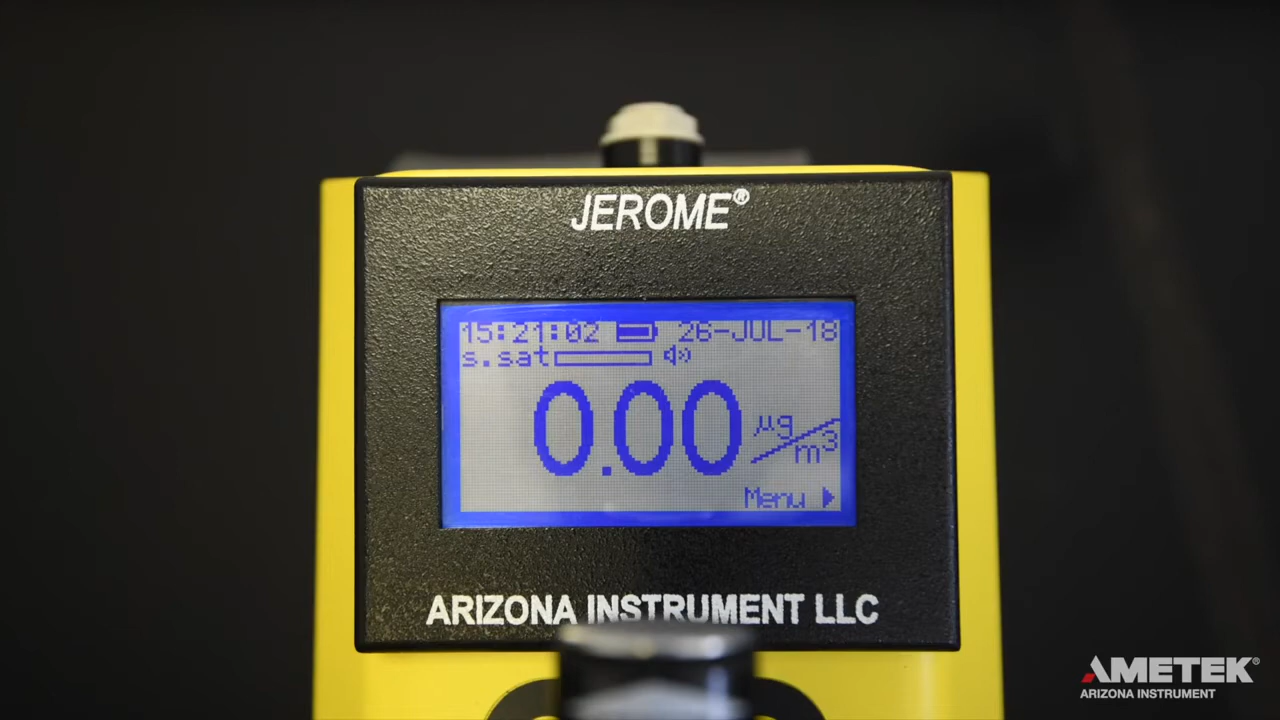 JEROME®
15:21:02 26-JUL-18
s.sat
0.00 µg/m³
Menu
ARIZONA INSTRUMENT LLC
AMETEK®
ARIZONA INSTRUMENT